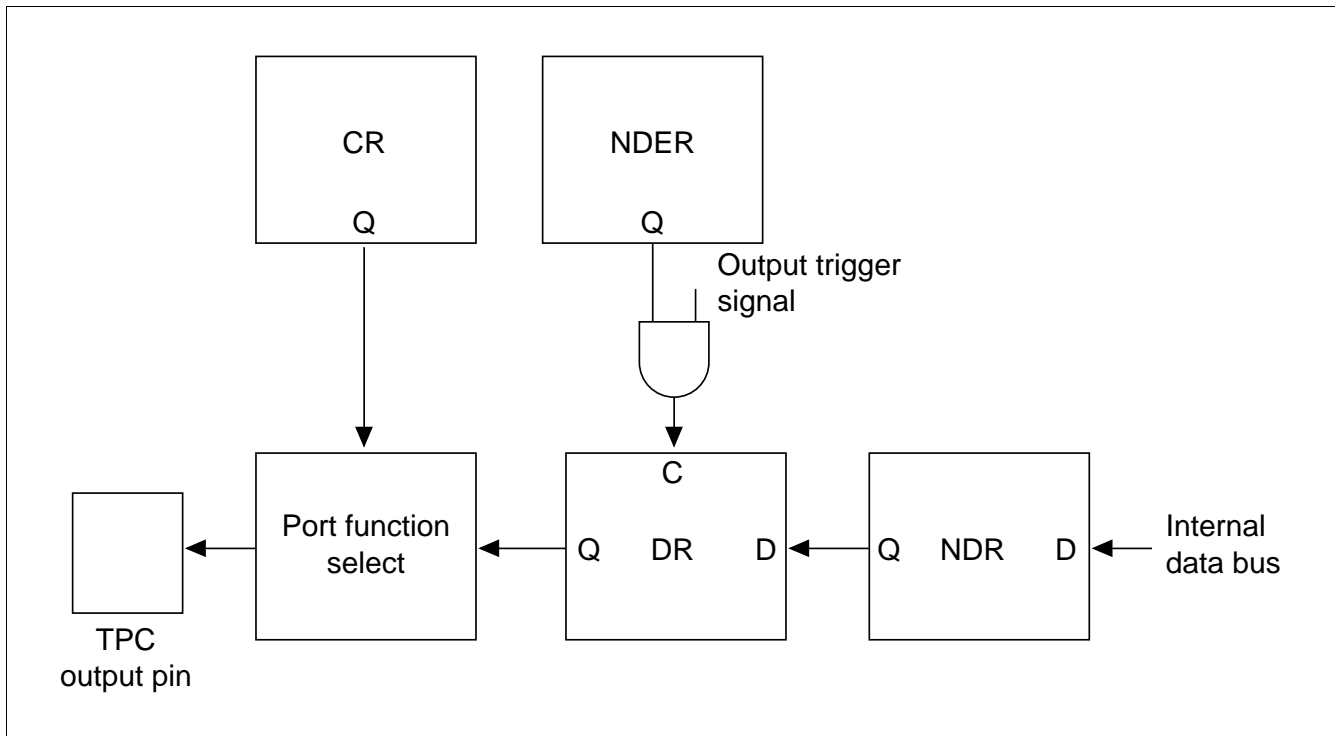 CR
Q
NDER
Q
Output trigger
signal
Port function
select
C
Q
DR
D
Q
NDR
D
Internal
data bus
TPC
output pin